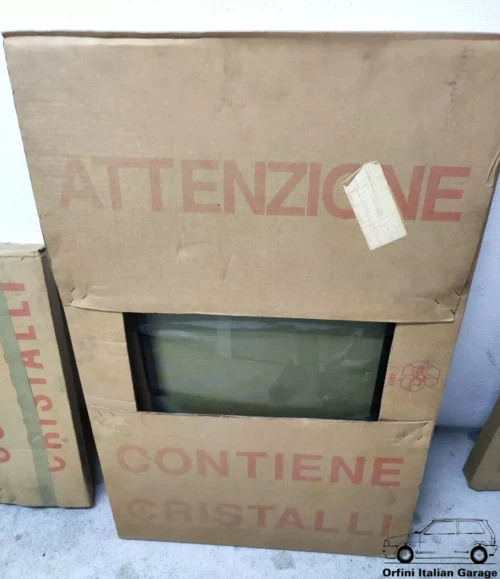 ATTENZIONE
CONTIENE
CRISTALLI
CRISTALLI
Orfini Italian Garage